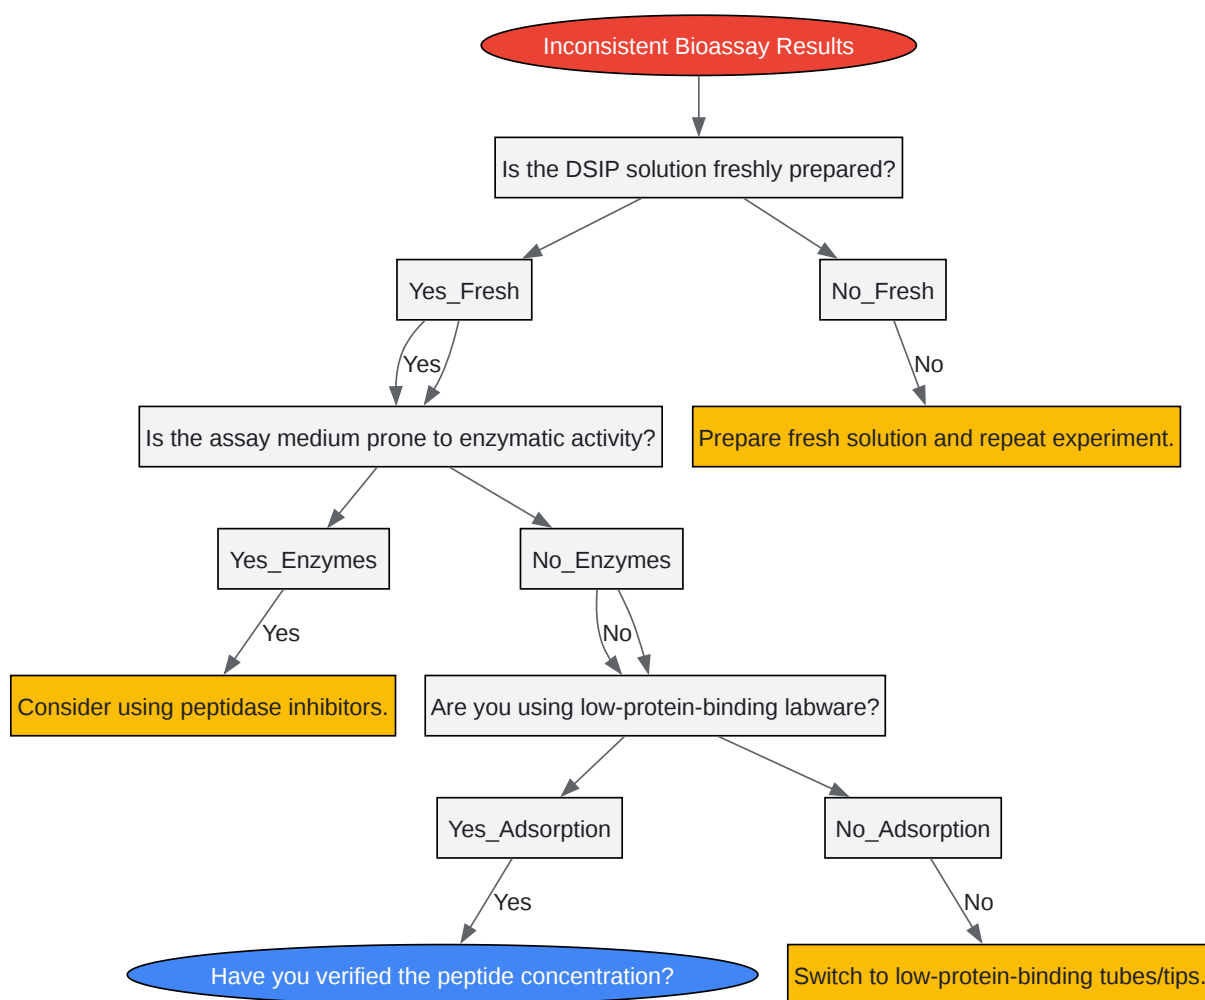 Inconsistent Bioassay Results
Is the DSIP solution freshly prepared?
Yes_Fresh
No_Fresh
Yes
No
Is the assay medium prone to enzymatic activity?
Prepare fresh solution and repeat experiment.
Yes_Enzymes
No_Enzymes
Yes
No
Consider using peptidase inhibitors.
Are you using low-protein-binding labware?
Yes_Adsorption
No_Adsorption
Yes
No
Have you verified the peptide concentration?
Switch to low-protein-binding tubes/tips.